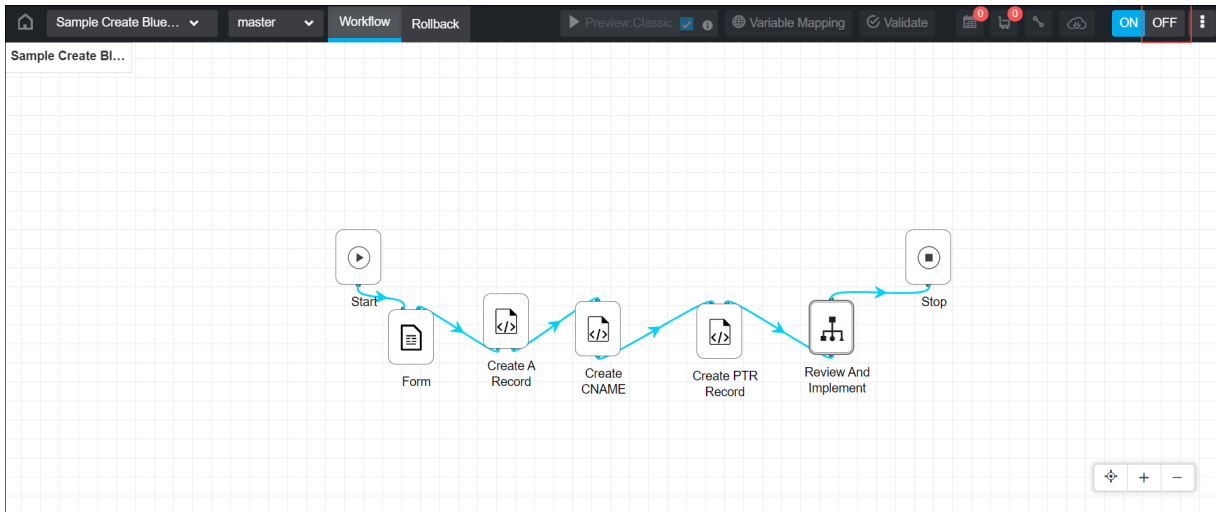 Sample Create Blue...
master
Workflow
Rollback
Preview:Classic
Variable Mapping
Validate
0
0
ON
OFF
Sample Create Bl...
Start
Stop
Form
Create A
Record
Create
CNAME
Create PTR
Record
Review And
Implement